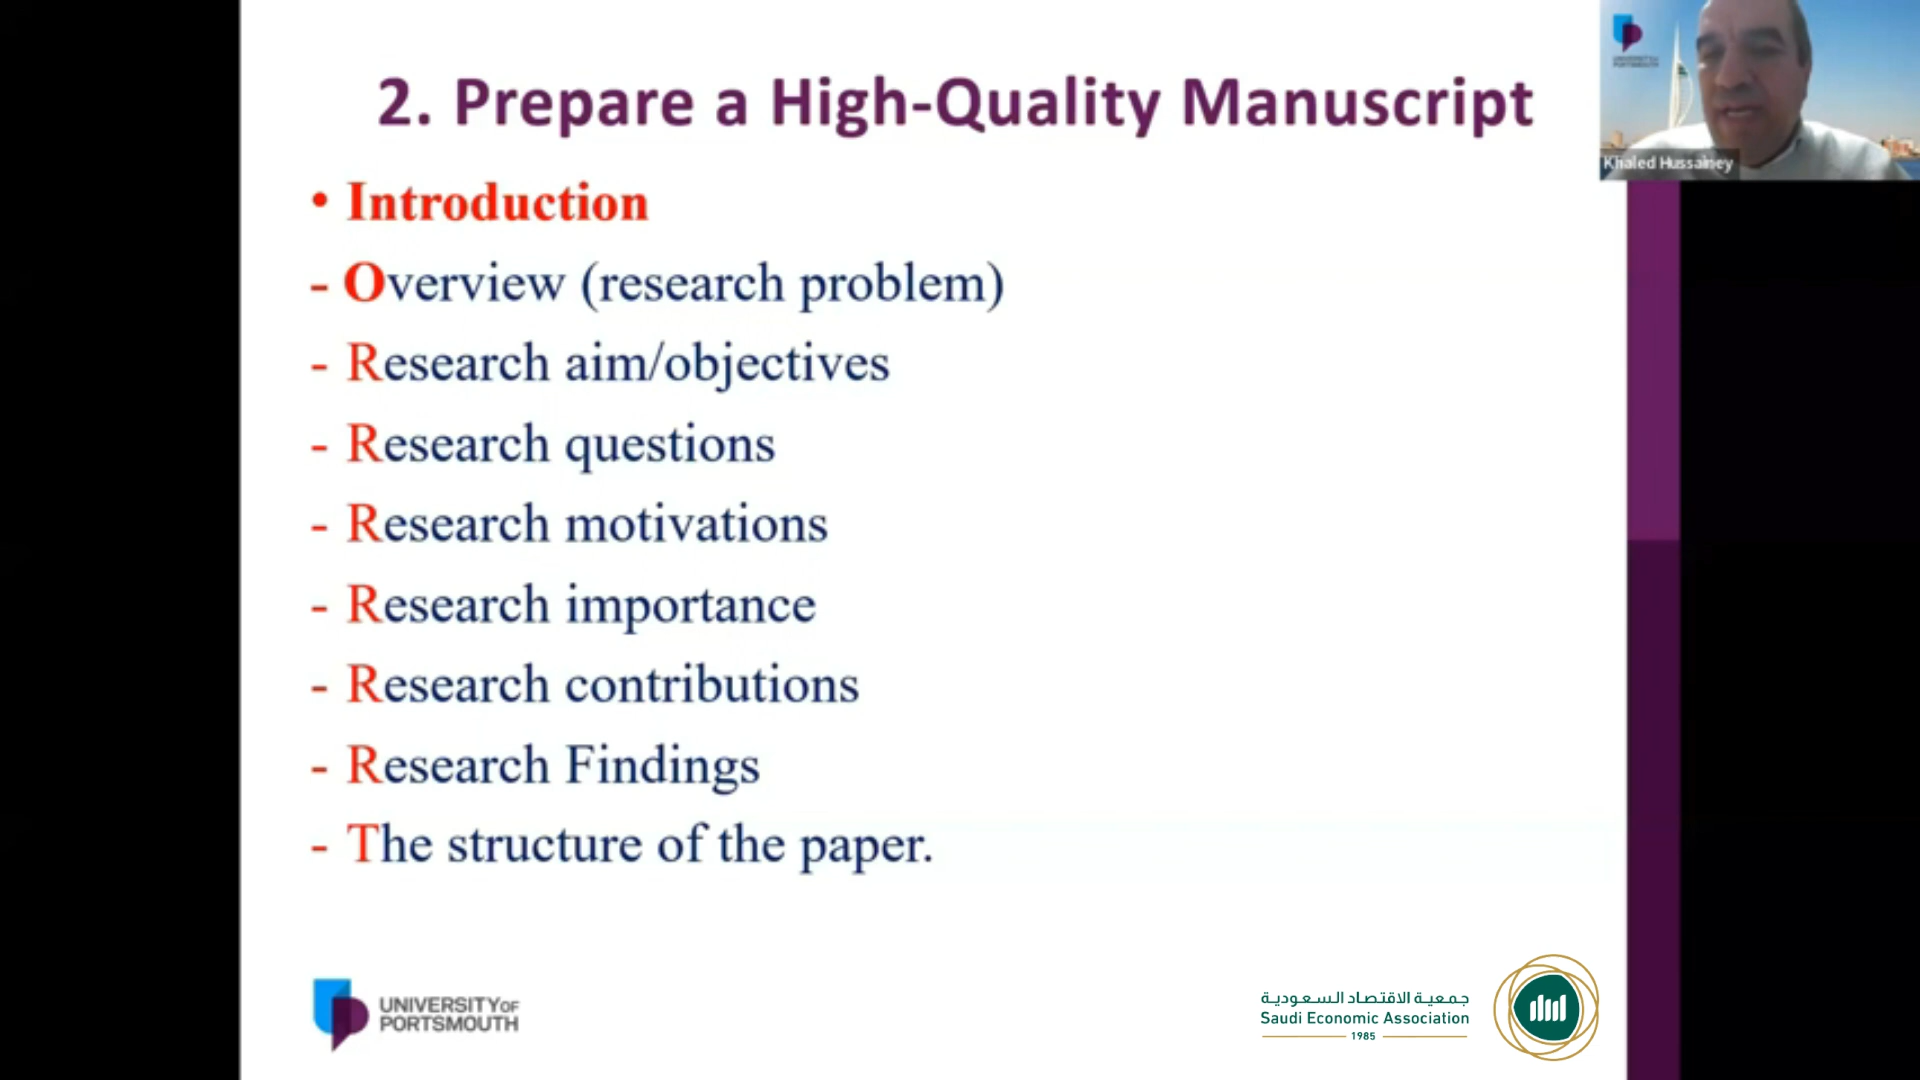 2. Prepare a High-Quality Manuscript
• Introduction
- Overview (research problem)
- Research aim/objectives
- Research questions
- Research motivations
- Research importance
- Research contributions
- Research Findings
- The structure of the paper.
Khaled Hussainey
UNIVERSITY OF
PORTSMOUTH
جمعية الاقتصاد السعودية
Saudi Economic Association
1985